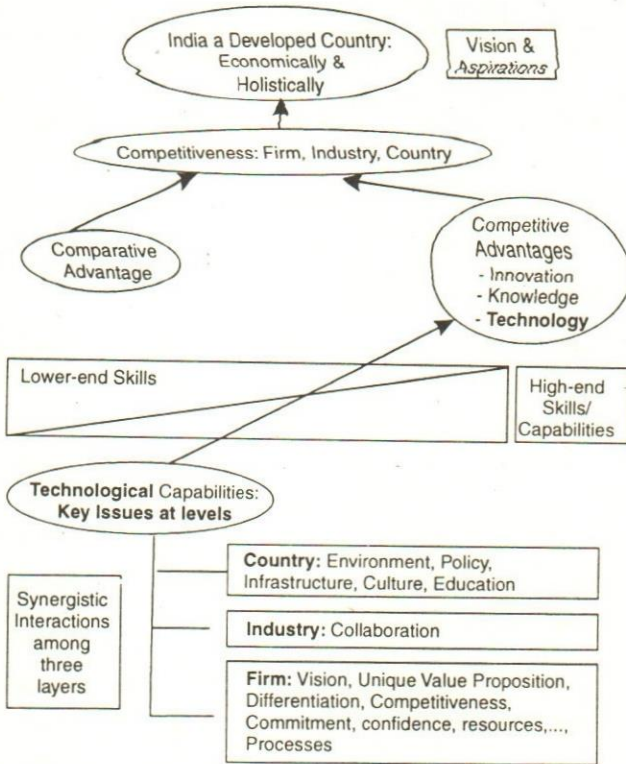 India a Developed Country:
Economically &
Holistically
Vision &
Aspirations
Competitiveness: Firm, Industry, Country
Comparative
Advantage
Competitive
Advantages
- Innovation
- Knowledge
- Technology
Lower-end Skills
High-end
Skills/
Capabilities
Technological Capabilities:
Key Issues at levels
Synergistic
Interactions
among
three
layers
Country: Environment, Policy,
Infrastructure, Culture, Education
Industry: Collaboration
Firm: Vision, Unique Value Proposition,
Differentiation, Competitiveness,
Commitment, confidence, resources,...,
Processes